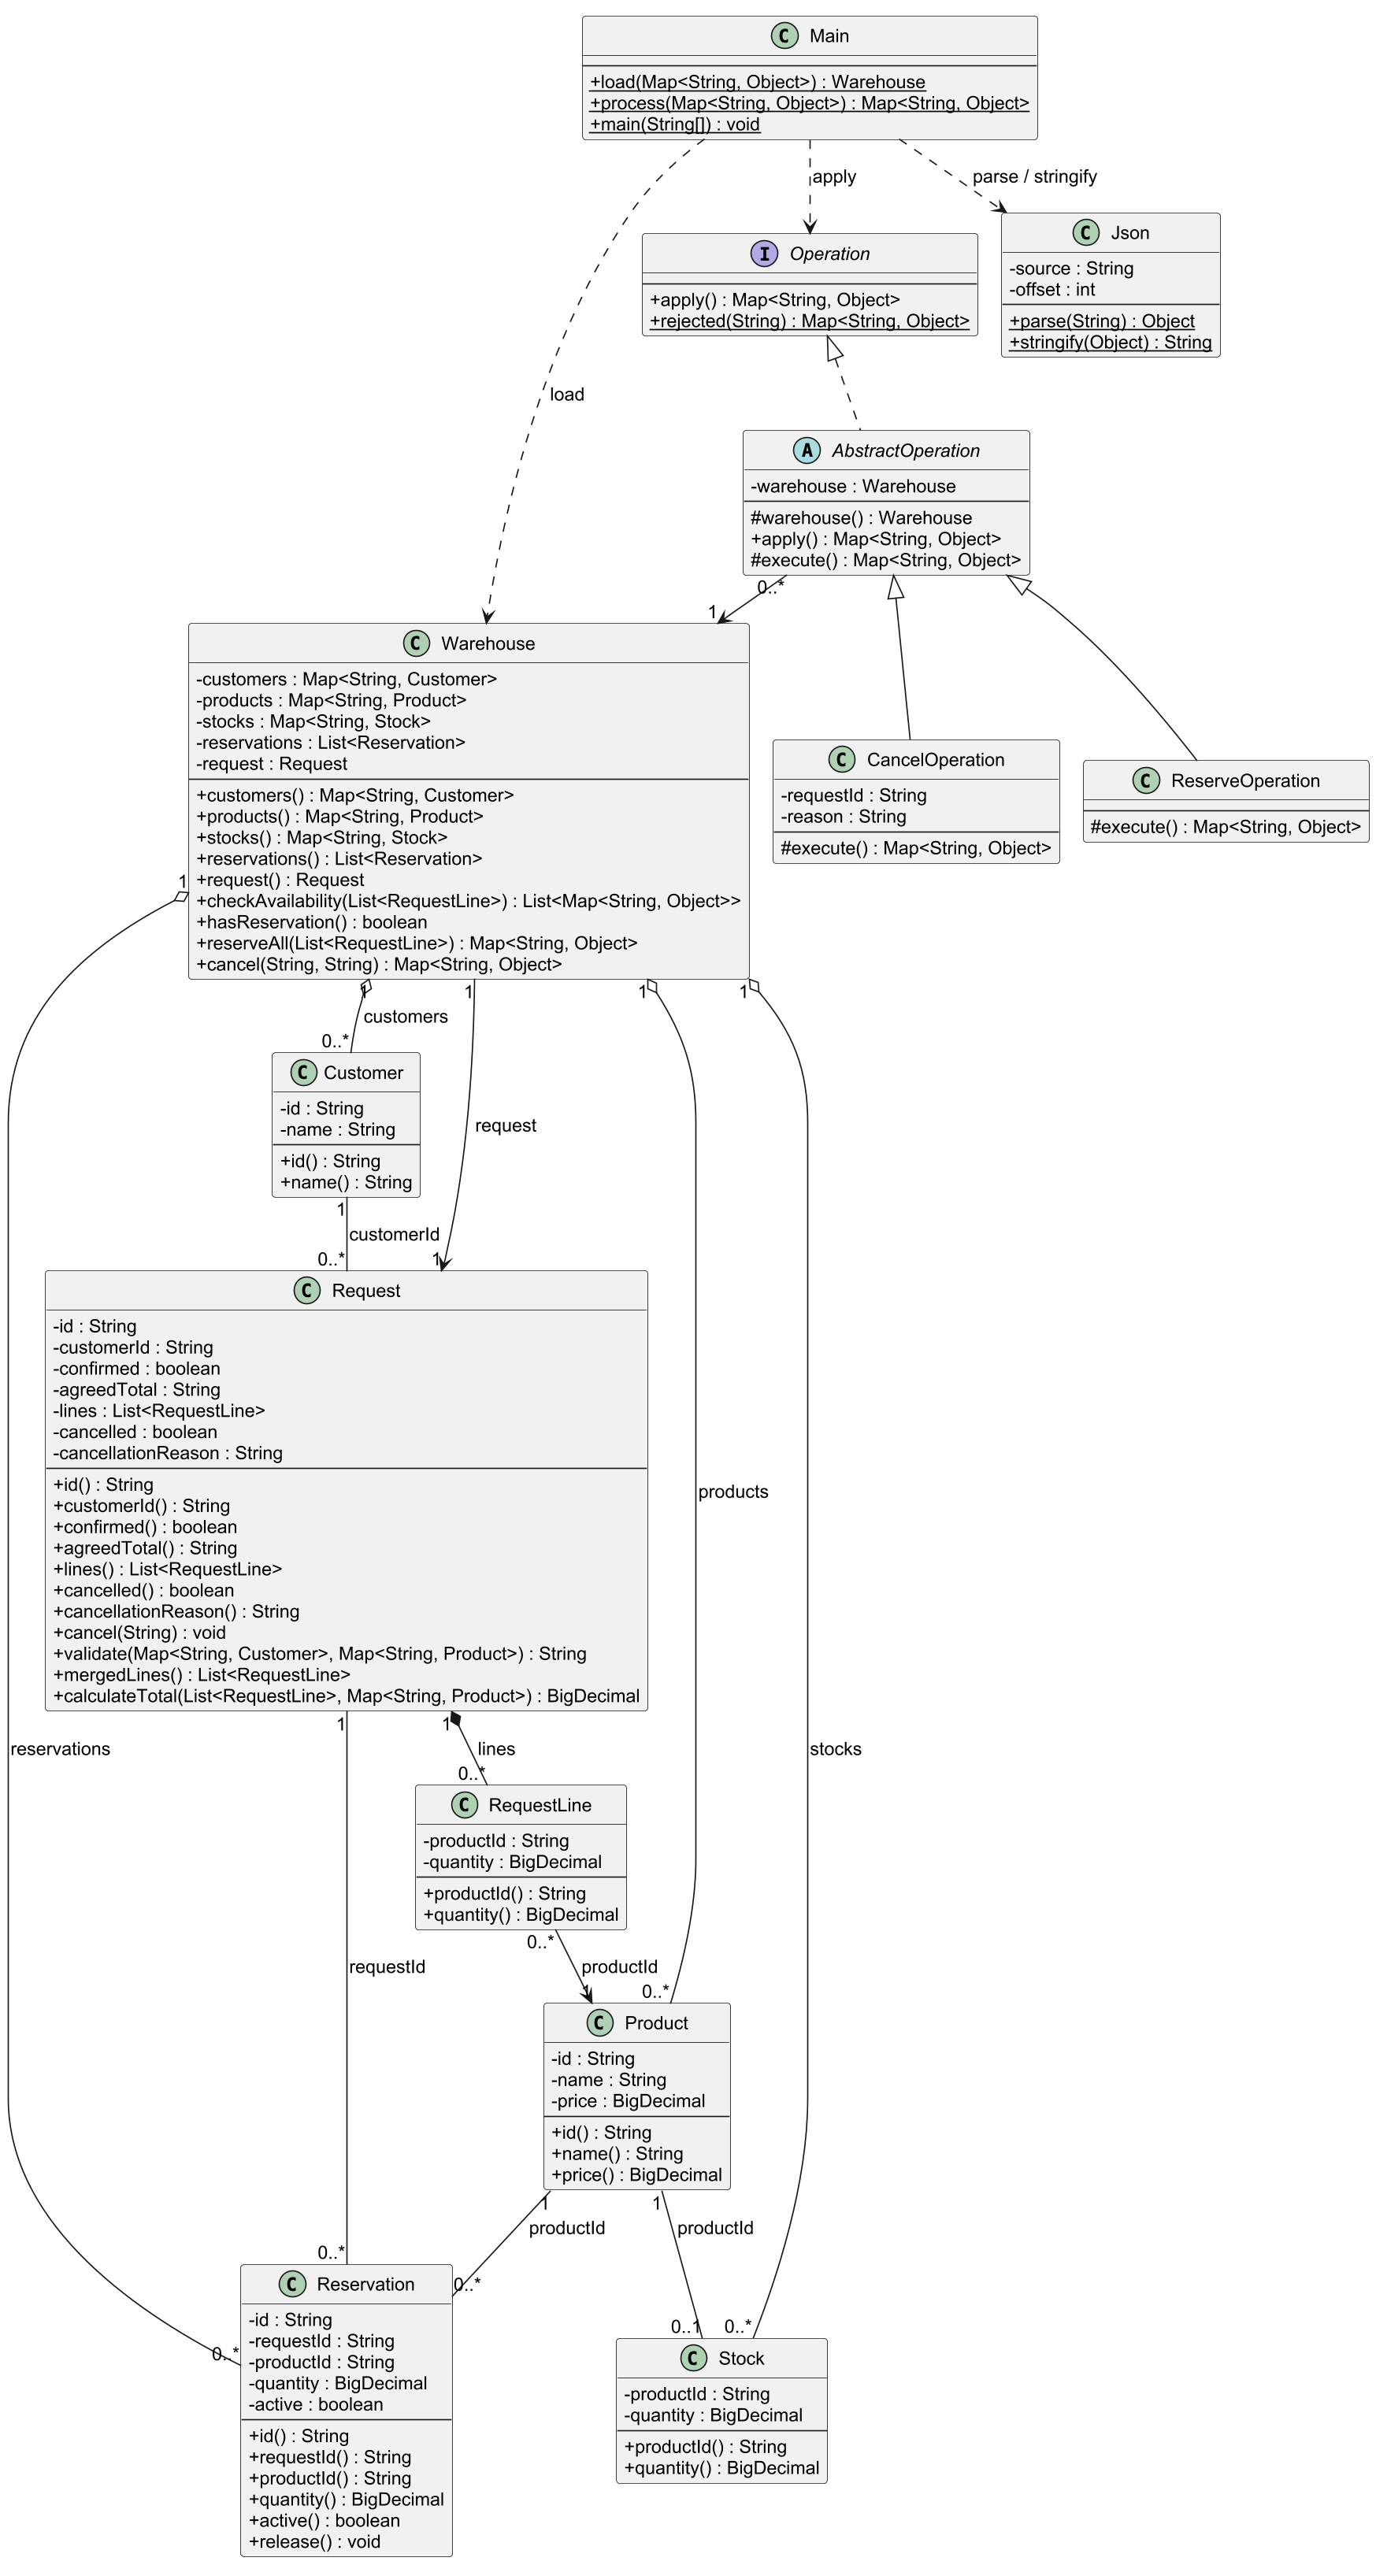 C Main
+load(Map<String, Object>) : Warehouse
+process(Map<String, Object>) : Map<String, Object>
+main(String[]) : void
apply
parse / stringify
load
I Operation
+apply() : Map<String, Object>
+rejected(String) : Map<String, Object>
C Json
-source : String
-offset : int
+parse(String) : Object
+stringify(Object) : String
A AbstractOperation
-warehouse : Warehouse
#warehouse() : Warehouse
+apply() : Map<String, Object>
#execute() : Map<String, Object>
0..*
1
C Warehouse
-customers : Map<String, Customer>
-products : Map<String, Product>
-stocks : Map<String, Stock>
-reservations : List<Reservation>
-request : Request
+customers() : Map<String, Customer>
+products() : Map<String, Product>
+stocks() : Map<String, Stock>
+reservations() : List<Reservation>
+request() : Request
+checkAvailability(List<RequestLine>) : List<Map<String, Object>>
+hasReservation() : boolean
+reserveAll(List<RequestLine>) : Map<String, Object>
+cancel(String, String) : Map<String, Object>
C CancelOperation
-requestId : String
-reason : String
#execute() : Map<String, Object>
C ReserveOperation
#execute() : Map<String, Object>
1
1
1
1
1
customers
0..*
C Customer
-id : String
-name : String
+id() : String
+name() : String
request
1
customerId
0..*
1
C Request
-id : String
-customerId : String
-confirmed : boolean
-agreedTotal : String
-lines : List<RequestLine>
-cancelled : boolean
-cancellationReason : String
+id() : String
+customerId() : String
+confirmed() : boolean
+agreedTotal() : String
+lines() : List<RequestLine>
+cancelled() : boolean
+cancellationReason() : String
+cancel(String) : void
+validate(Map<String, Customer>, Map<String, Product>) : String
+mergedLines() : List<RequestLine>
+calculateTotal(List<RequestLine>, Map<String, Product>) : BigDecimal
products
1
1
reservations
lines
stocks
0..*
C RequestLine
-productId : String
-quantity : BigDecimal
+productId() : String
+quantity() : BigDecimal
0..*
requestId
productId
1
0..*
C Product
-id : String
-name : String
-price : BigDecimal
+id() : String
+name() : String
+price() : BigDecimal
1
1
productId
productId
0..*
0..*
0..*
0..1
0..*
C Reservation
-id : String
-requestId : String
-productId : String
-quantity : BigDecimal
-active : boolean
+id() : String
+requestId() : String
+productId() : String
+quantity() : BigDecimal
+active() : boolean
+release() : void
C Stock
-productId : String
-quantity : BigDecimal
+productId() : String
+quantity() : BigDecimal